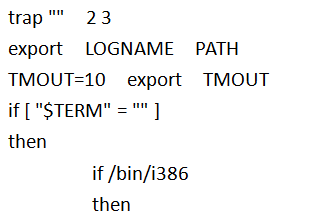 trap "" 2 3
export LOGNAME PATH
TMOUT=10 export TMOUT
if [ "$TERM" = "" ]
then
if /bin/i386
then